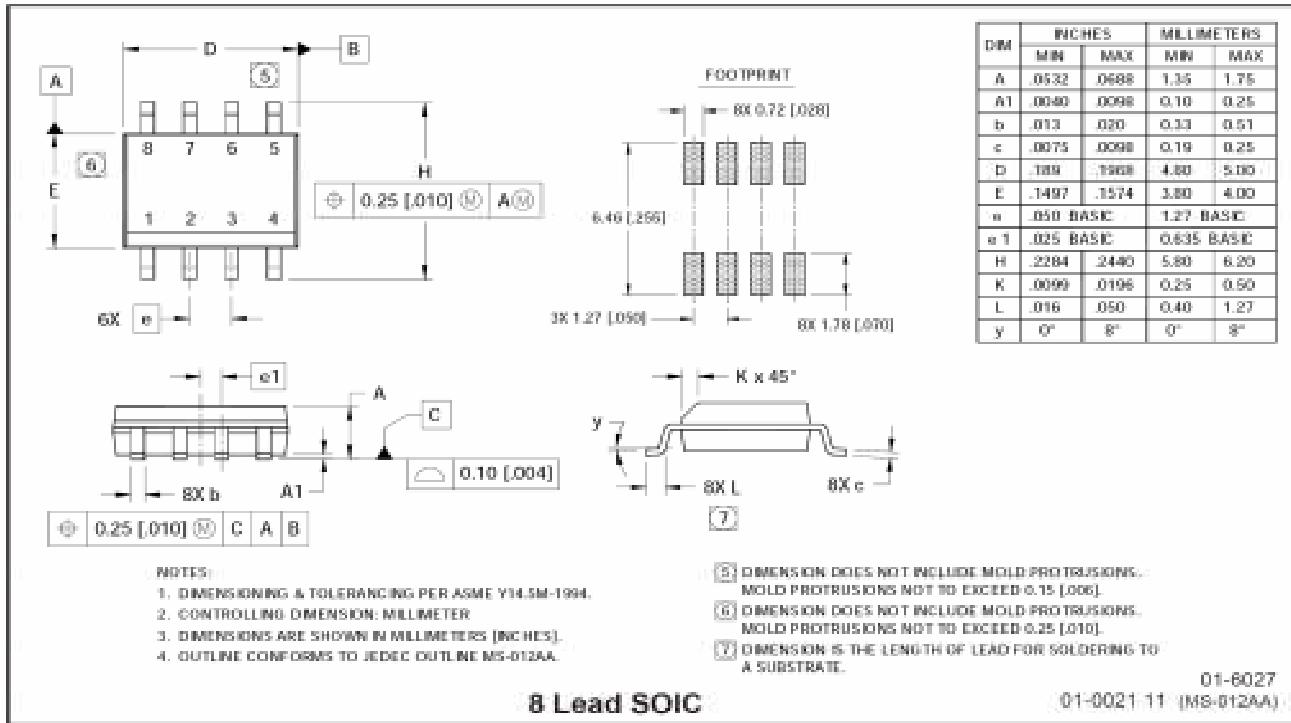 D
B
5
A
8 7 6 5
6
E
H
⌖ 0.25 [.010] Ⓜ A Ⓜ
1 2 3 4
6X e
FOOTPRINT
8X 0.72 [.028]
6.46 [.255]
3X 1.27 [.050]
8X 1.78 [.070]
DIM INCHES MILLIMETERS
MIN MAX MIN MAX
A .0532 .0688 1.35 1.75
A1 .0040 .0098 0.10 0.25
b .013 .020 0.33 0.51
c .0075 .0098 0.19 0.25
D .189 .1968 4.80 5.00
E .1497 .1574 3.80 4.00
e .050 BASIC 1.27 BASIC
e 1 .025 BASIC 0.635 BASIC
H .2284 .2440 5.80 6.20
K .0099 .0196 0.25 0.50
L .016 .050 0.40 1.27
y 0° 8° 0° 8°
e1
A
C
0.10 [.004]
8X b
A1
⌖ 0.25 [.010] Ⓜ C A B
K x 45°
y
8X L
8X c
7
NOTES:
1. DIMENSIONING & TOLERANCING PER ASME Y14.5M-1994.
2. CONTROLLING DIMENSION: MILLIMETER
3. DIMENSIONS ARE SHOWN IN MILLIMETERS [INCHES].
4. OUTLINE CONFORMS TO JEDEC OUTLINE MS-012AA.
5 DIMENSION DOES NOT INCLUDE MOLD PROTRUSIONS.
MOLD PROTRUSIONS NOT TO EXCEED 0.15 [.006].
6 DIMENSION DOES NOT INCLUDE MOLD PROTRUSIONS.
MOLD PROTRUSIONS NOT TO EXCEED 0.25 [.010].
7 DIMENSION IS THE LENGTH OF LEAD FOR SOLDERING TO
A SUBSTRATE.
8 Lead SOIC
01-6027
01-0021 11 (MS-012AA)